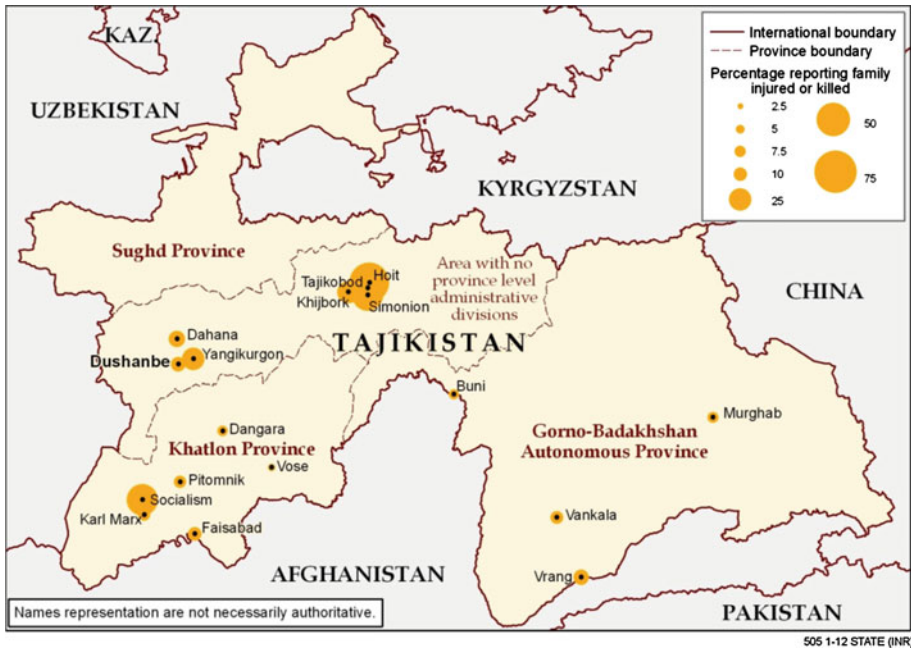 KAZ.
UZBEKISTAN
KYRGYZSTAN
CHINA
International boundary
Province boundary
Percentage reporting family
injured or killed
2.5
5
7.5
10
25
50
75
Sughd Province
Area with no
province level
administrative
divisions
Hoit
Tajikobod
Khijbork
Simonion
TAJIKISTAN
Dahana
Yangikurgon
Dushanbe
Buni
Murghab
Dangara
Khatlon Province
Gorno-Badakhshan
Autonomous Province
Vose
Pitomnik
Socialism
Karl Marx
Faisabad
Vankala
Vrang
AFGHANISTAN
PAKISTAN
Names representation are not necessarily authoritative.
505 1-12 STATE (INR)